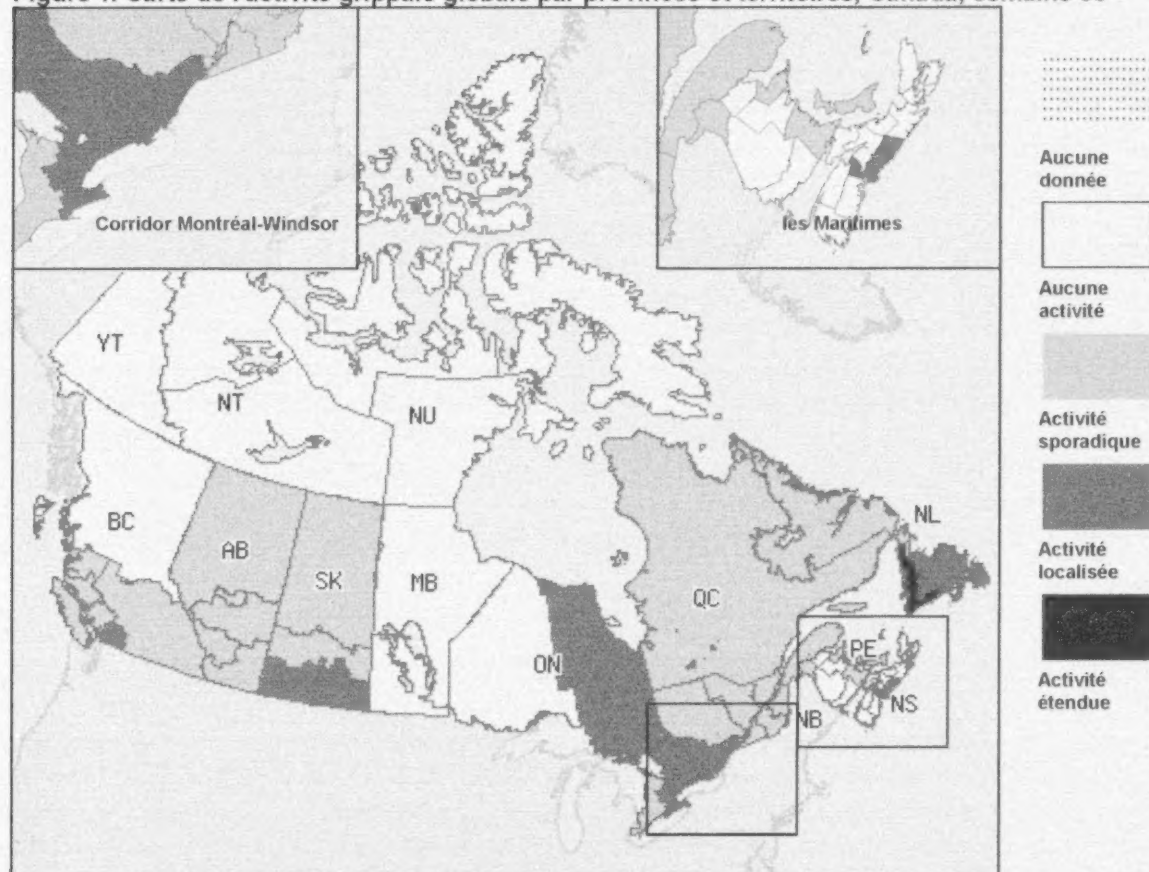 Corridor Montréal-Windsor
les Maritimes
Aucune
donnée
Aucune
activité
Activité
sporadique
Activité
localisée
Activité
étendue
YT
NT
NU
BC
AB
SK
MB
ON
QC
NL
PE
NB
NS